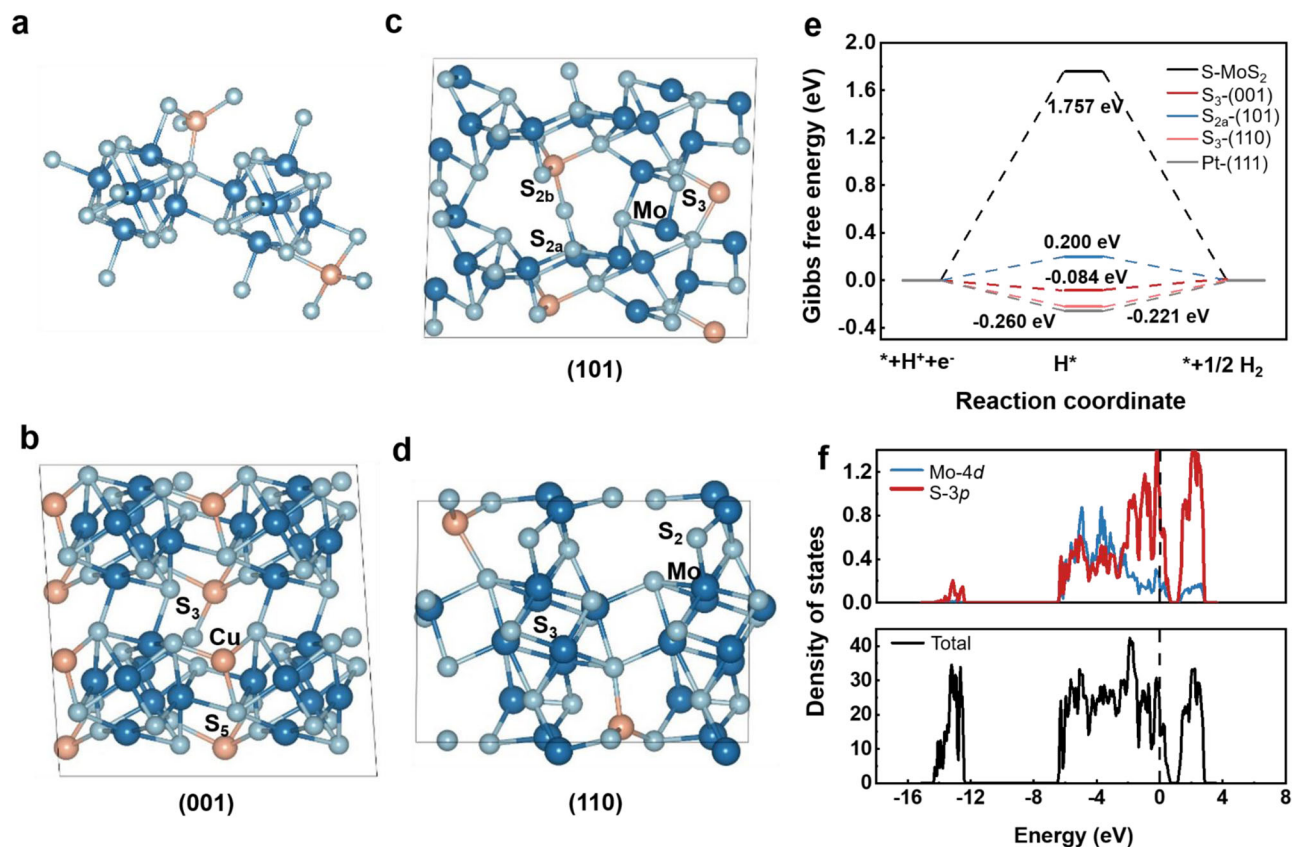 a
c
S2b
S2a
Mo
S3
(101)
e
Gibbs free energy (eV)
2.0
1.6
1.2
0.8
0.4
0.0
-0.4
S-MoS2
S3-(001)
S2a-(101)
S3-(110)
Pt-(111)
1.757 eV
0.200 eV
-0.084 eV
-0.260 eV
-0.221 eV
*+H⁺+e⁻
H*
*+1/2 H2
Reaction coordinate
b
S3
Cu
S5
(001)
d
S2
Mo
S3
(110)
f
Density of states
Mo-4d
S-3p
1.2
0.8
0.4
0.0
Total
40
30
20
10
0
-16
-12
-8
-4
0
4
8
Energy (eV)